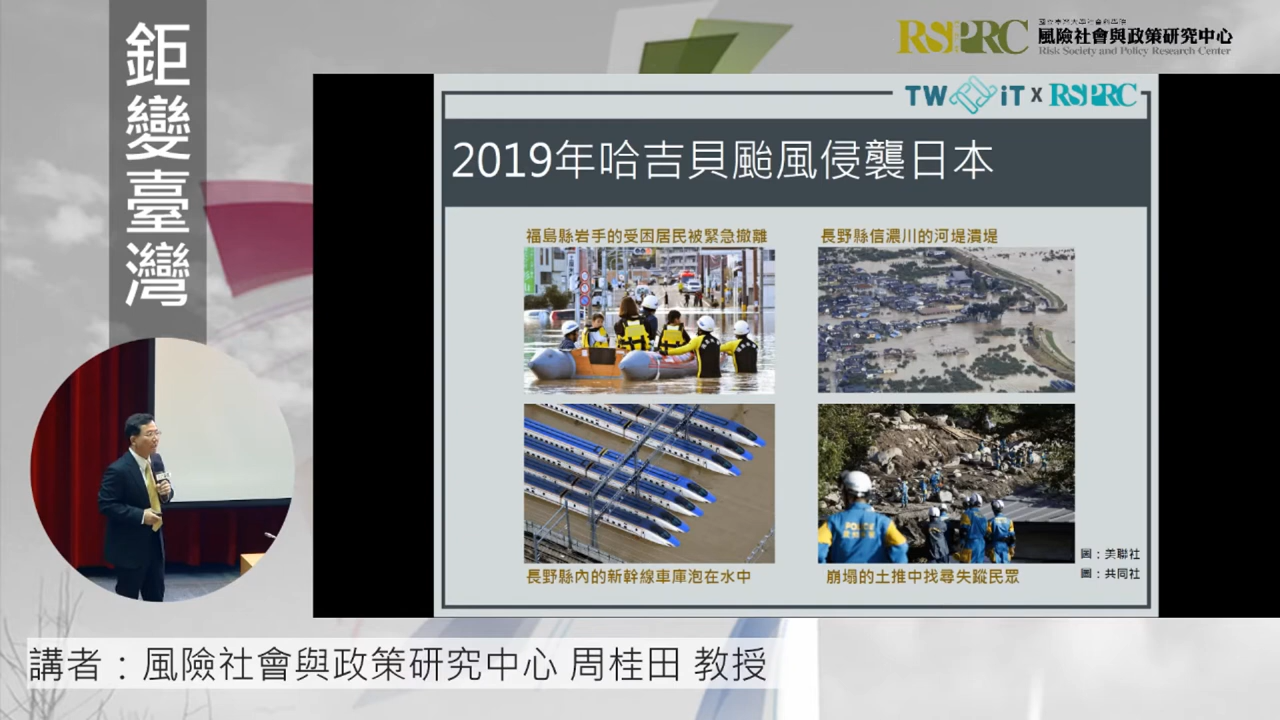 鉅變臺灣
RSPRC
國立臺灣大學社會科學院
風險社會與政策研究中心
Risk Society and Policy Research Center
TW iT x RSPRC
2019年哈吉貝颱風侵襲日本
福島縣岩手的受困居民被緊急撤離
長野縣信濃川的河堤潰堤
POLICE
長野縣內的新幹線車庫泡在水中
崩塌的土推中找尋失蹤民眾
圖：美聯社
圖：共同社
講者：風險社會與政策研究中心 周桂田 教授